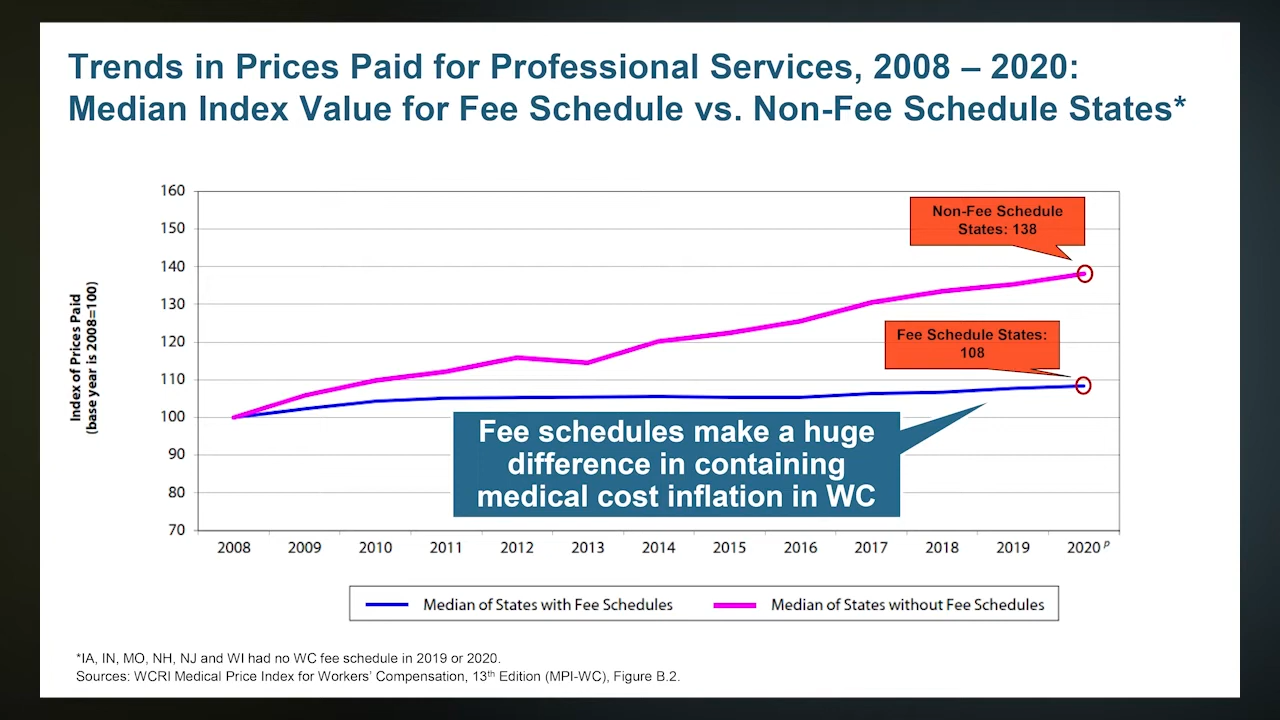 Trends in Prices Paid for Professional Services, 2008 – 2020:
Median Index Value for Fee Schedule vs. Non-Fee Schedule States*
Index of Prices Paid
(base year is 2008=100)
160
150
140
130
120
110
100
90
80
70
Non-Fee Schedule
States: 138
Fee Schedule States:
108
Fee schedules make a huge
difference in containing
medical cost inflation in WC
2008 2009 2010 2011 2012 2013 2014 2015 2016 2017 2018 2019 2020 p
Median of States with Fee Schedules Median of States without Fee Schedules
*IA, IN, MO, NH, NJ and WI had no WC fee schedule in 2019 or 2020.
Sources: WCRI Medical Price Index for Workers' Compensation, 13th Edition (MPI-WC), Figure B.2.